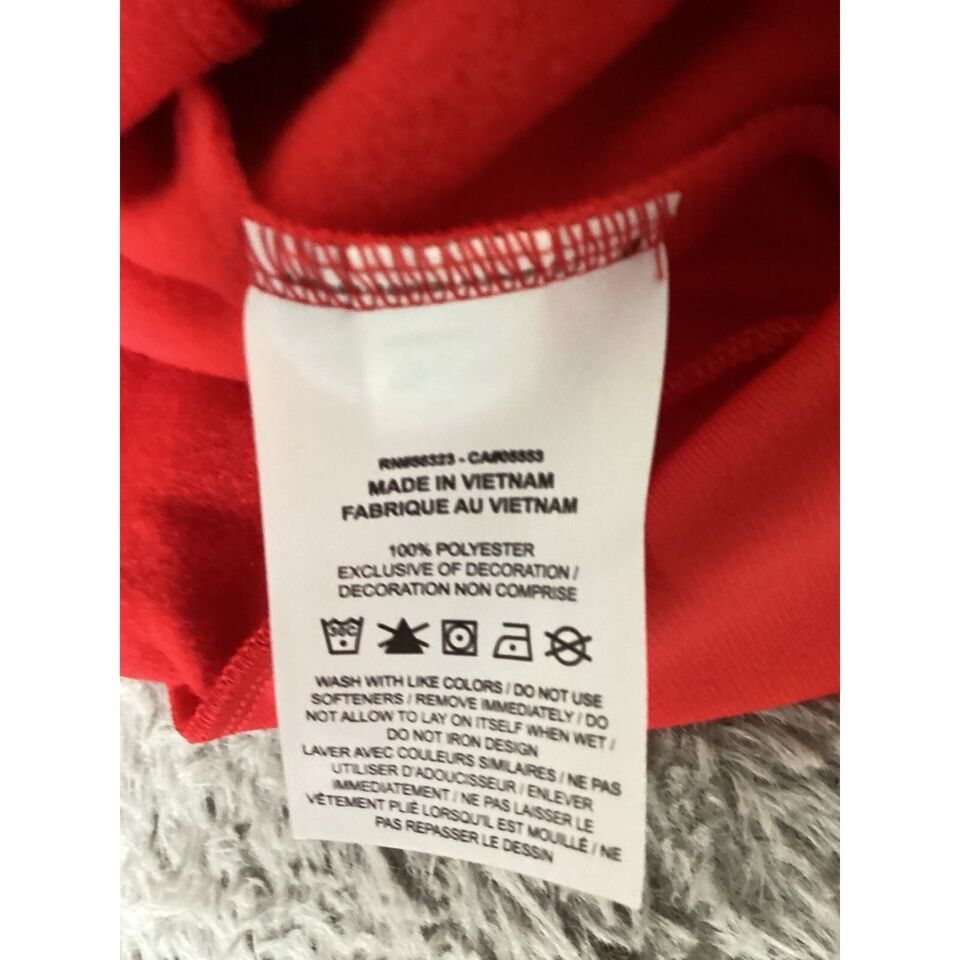 RN#56323 - CA#05553
MADE IN VIETNAM
FABRIQUE AU VIETNAM
100% POLYESTER
EXCLUSIVE OF DECORATION /
DECORATION NON COMPRISE
30C
WASH WITH LIKE COLORS / DO NOT USE
SOFTENERS / REMOVE IMMEDIATELY / DO
NOT ALLOW TO LAY ON ITSELF WHEN WET /
DO NOT IRON DESIGN
LAVER AVEC COULEURS SIMILAIRES / NE PAS
UTILISER D'ADOUCISSEUR / ENLEVER
IMMEDIATEMENT / NE PAS LAISSER LE
VÊTEMENT PLIÉ LORSQU'IL EST MOUILLÉ / NE
PAS REPASSER LE DESSIN